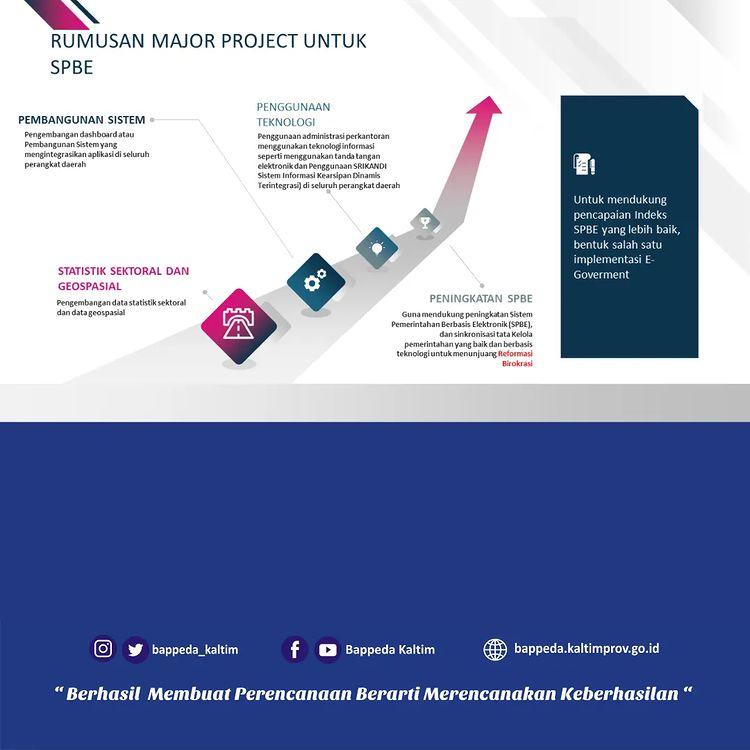 RUMUSAN MAJOR PROJECT UNTUK
SPBE
PEMBANGUNAN SISTEM
Pengembangan dashboard atau
Pembangunan Sistem yang
mengintegrasikan aplikasi di seluruh
perangkat daerah
PENGGUNAAN
TEKNOLOGI
Penggunaan administrasi perkantoran
menggunakan teknologi informasi
seperti menggunakan tanda tangan
elektronik dan Penggunaan SRIKANDI
Sistem Informasi Kearsipan Dinamis
Terintegrasi) di seluruh perangkat daerah
STATISTIK SEKTORAL DAN
GEOSPASIAL
Pengembangan data statistik sektoral
dan data geospasial
PENINGKATAN SPBE
Guna mendukung peningkatan Sistem
Pemerintahan Berbasis Elektronik (SPBE),
dan sinkronisasi tata Kelola
pemerintahan yang baik dan berbasis
teknologi untuk menunjuang Reformasi
Birokrasi
Untuk mendukung
pencapaian Indeks
SPBE yang lebih baik,
bentuk salah satu
implementasi E-
Goverment
bappeda_kaltim
Bappeda Kaltim
bappeda.kaltimprov.go.id
“ Berhasil Membuat Perencanaan Berarti Merencanakan Keberhasilan “